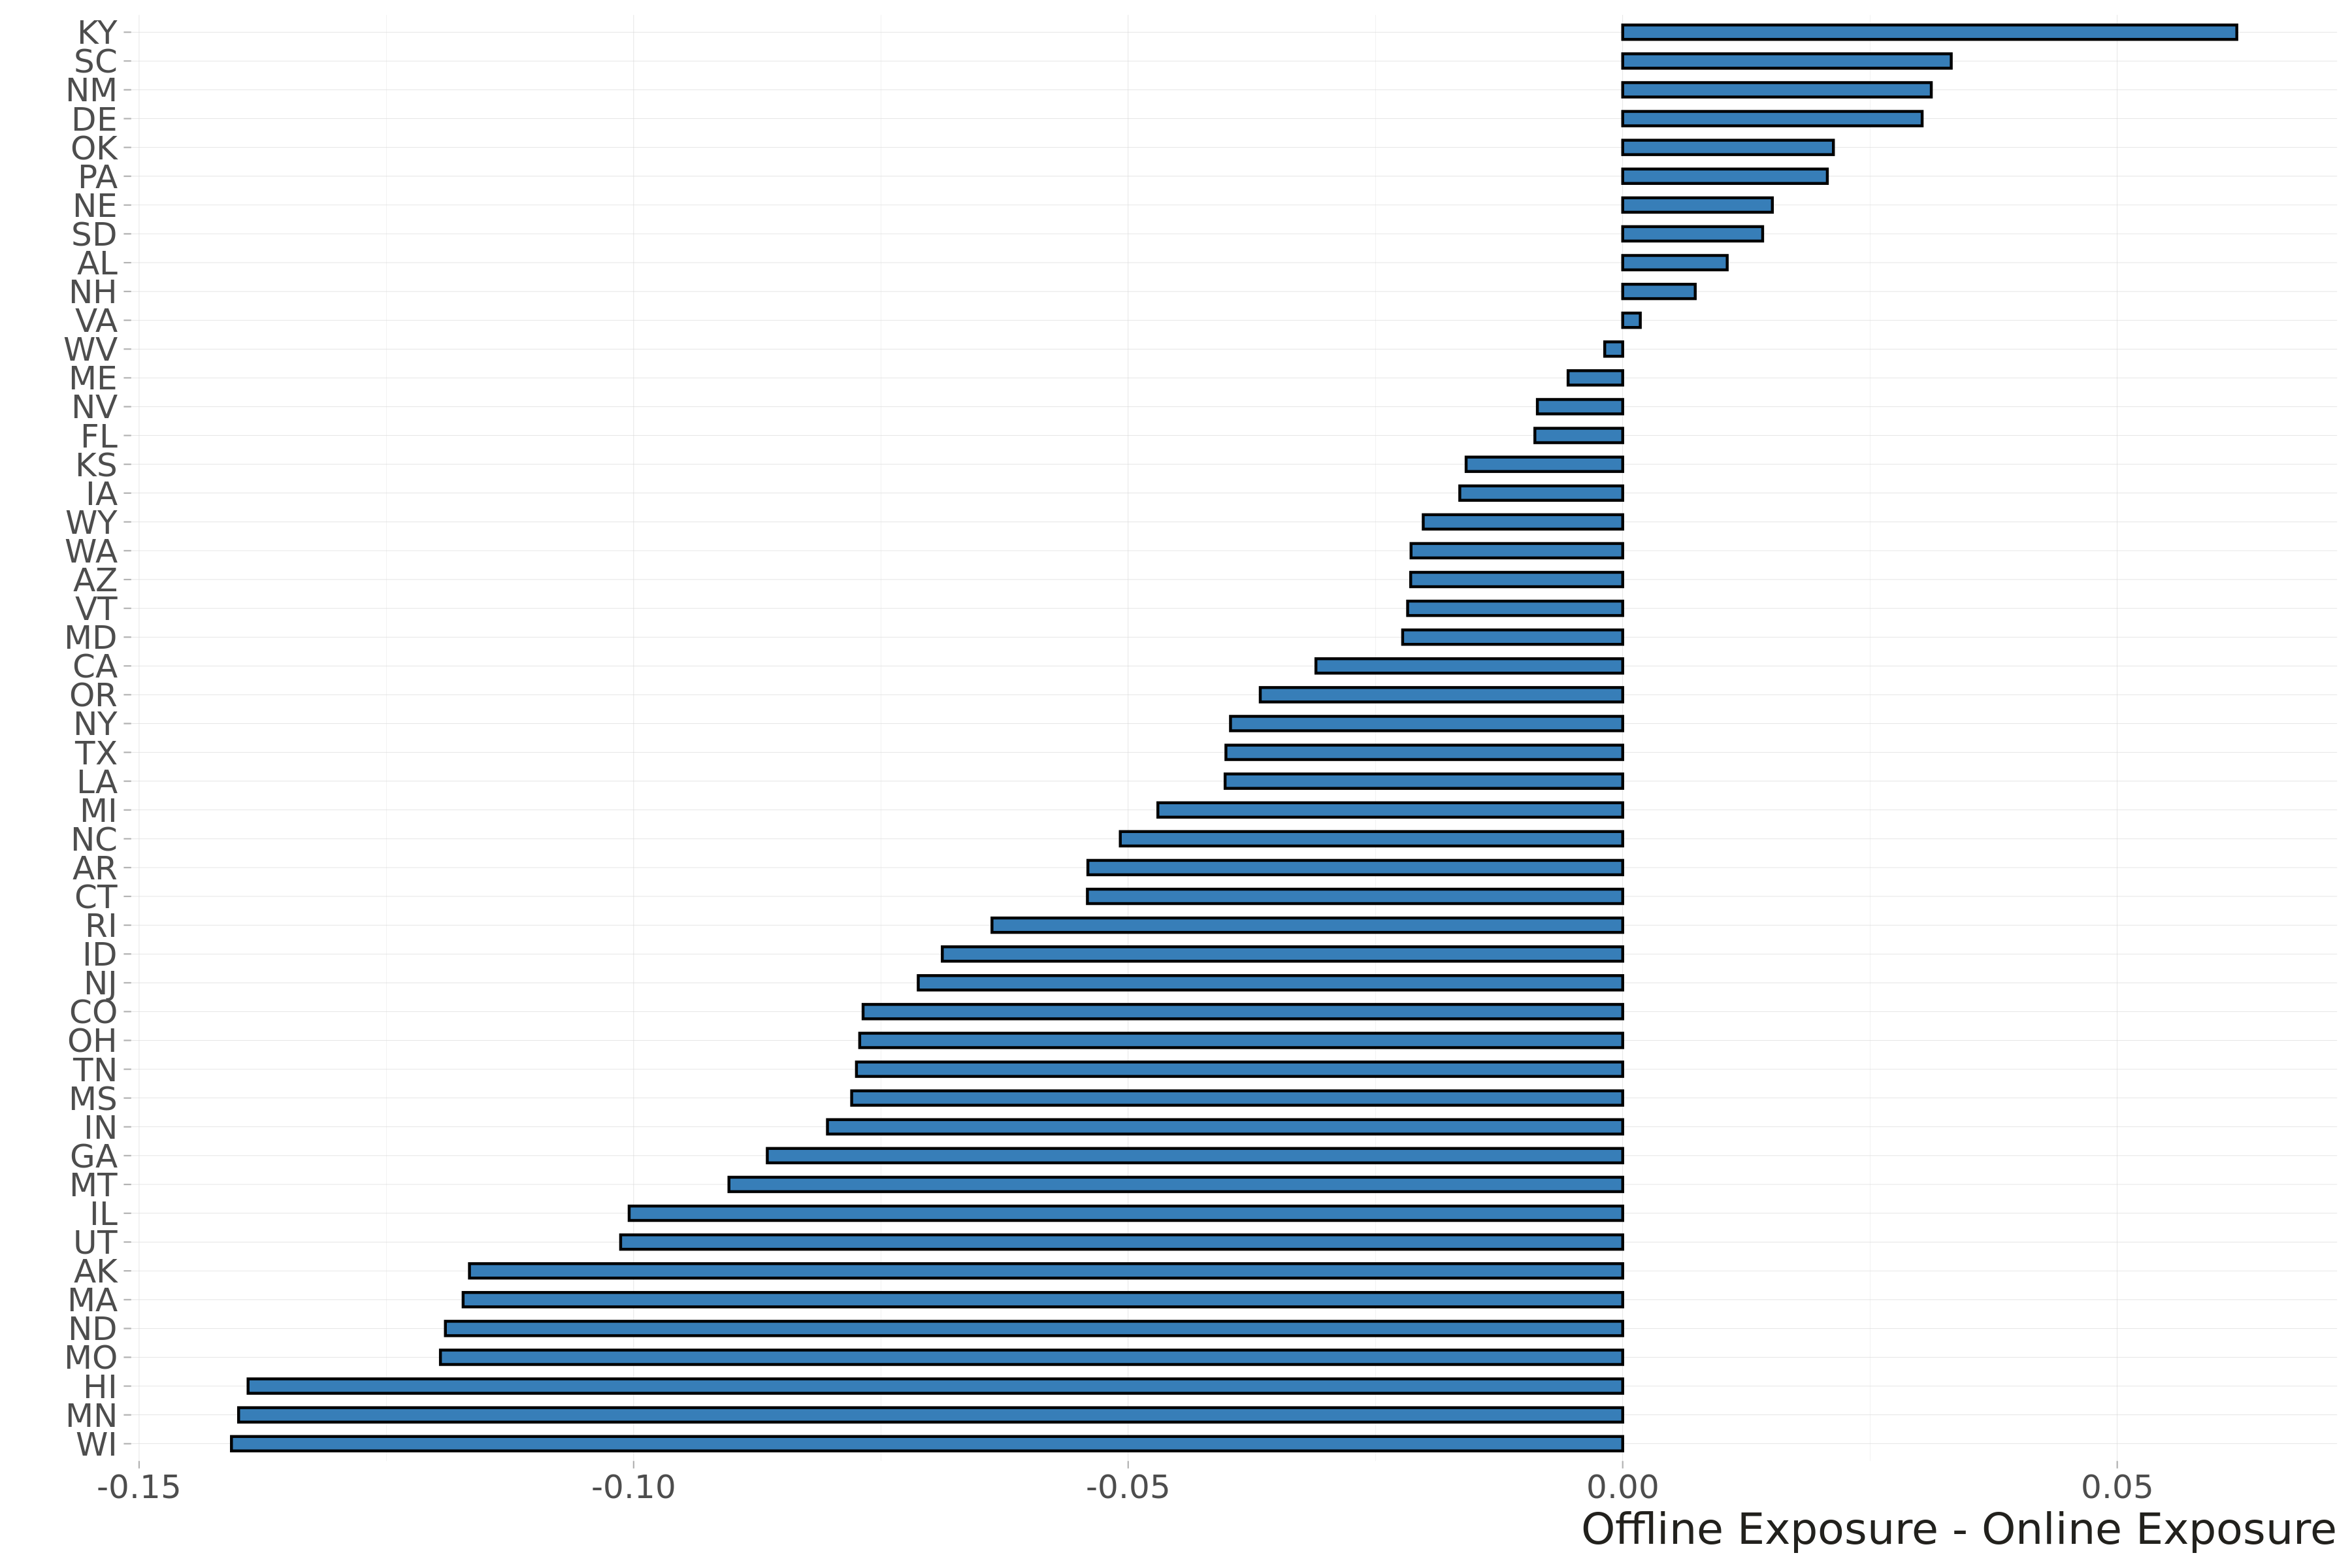 KY
SC
NM
DE
OK
PA
NE
SD
AL
NH
VA
WV
ME
NV
FL
KS
IA
WY
WA
AZ
VT
MD
CA
OR
NY
TX
LA
MI
NC
AR
CT
RI
ID
NJ
CO
OH
TN
MS
IN
GA
MT
IL
UT
AK
MA
ND
MO
HI
MN
WI
-0.15 -0.10 -0.05 0.00 0.05
Offline Exposure - Online Exposure